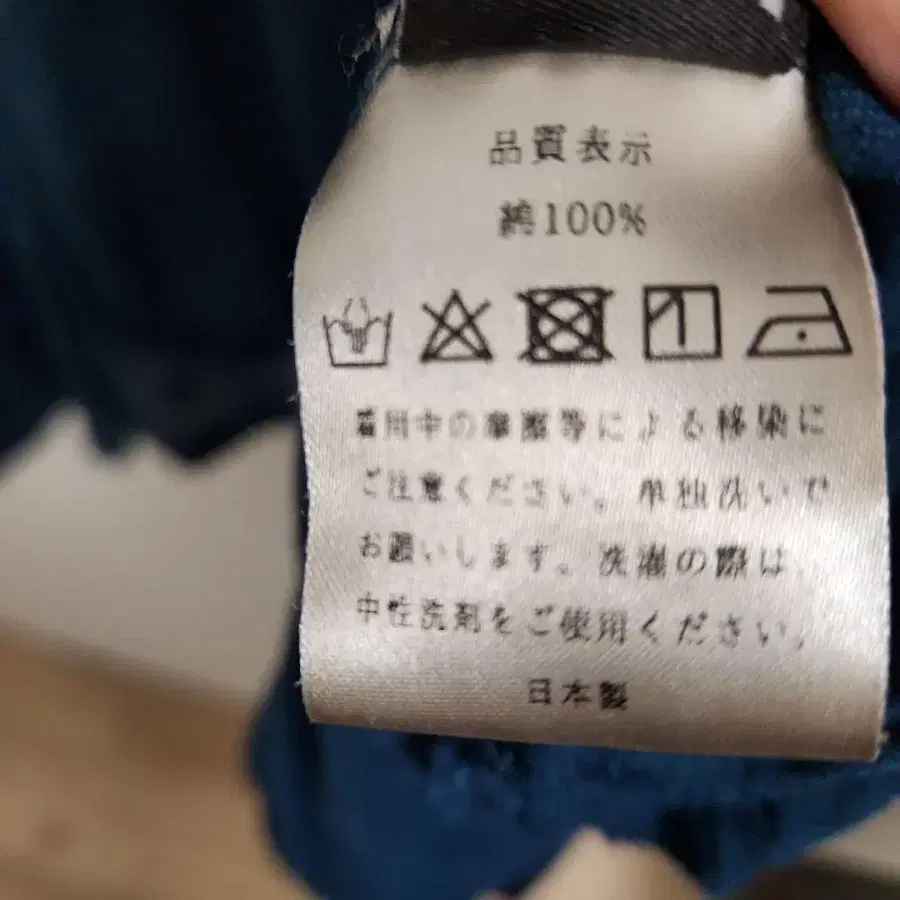 品質表示
綿100%
着用中の摩擦等による移染に
ご注意ください。単独洗いで
お願いします。洗濯の際は、
中性洗剤をご使用ください。
日本製